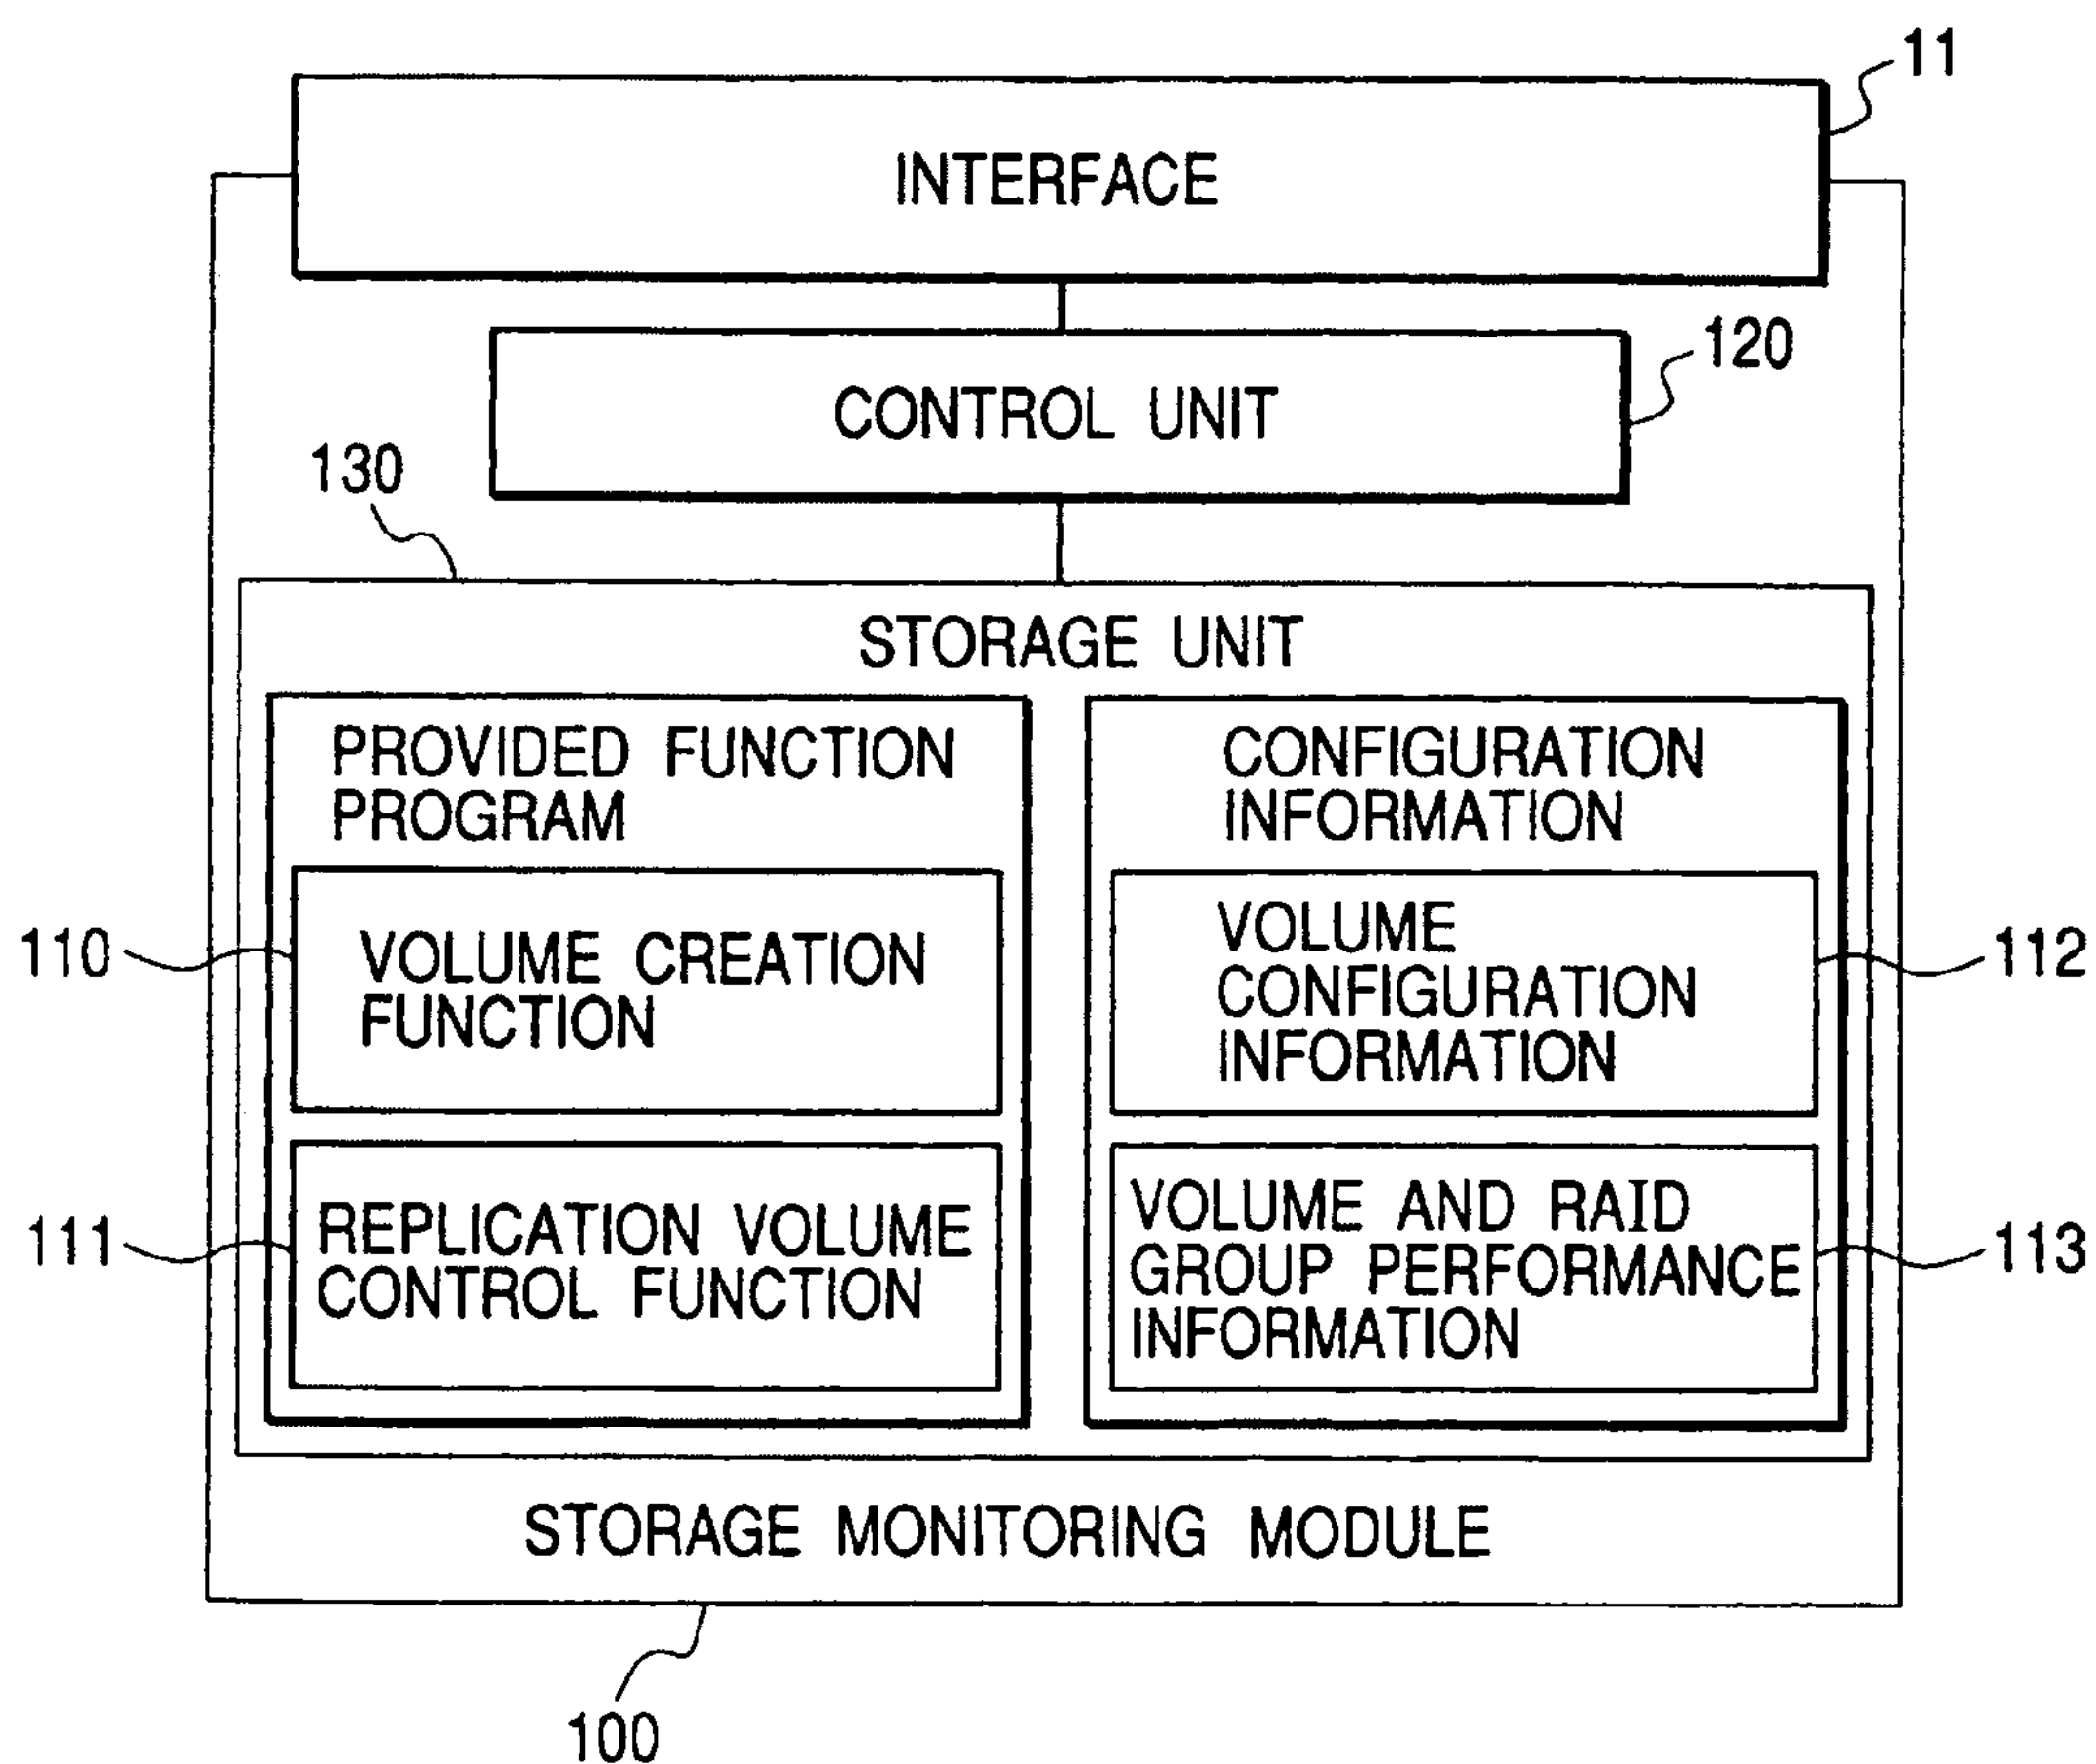 11
INTERFACE
120
CONTROL UNIT
130
STORAGE UNIT
PROVIDED FUNCTION
PROGRAM
110
VOLUME CREATION
FUNCTION
111
REPLICATION VOLUME
CONTROL FUNCTION
CONFIGURATION
INFORMATION
VOLUME
CONFIGURATION
INFORMATION
112
VOLUME AND RAID
GROUP PERFORMANCE
INFORMATION
113
STORAGE MONITORING MODULE
100